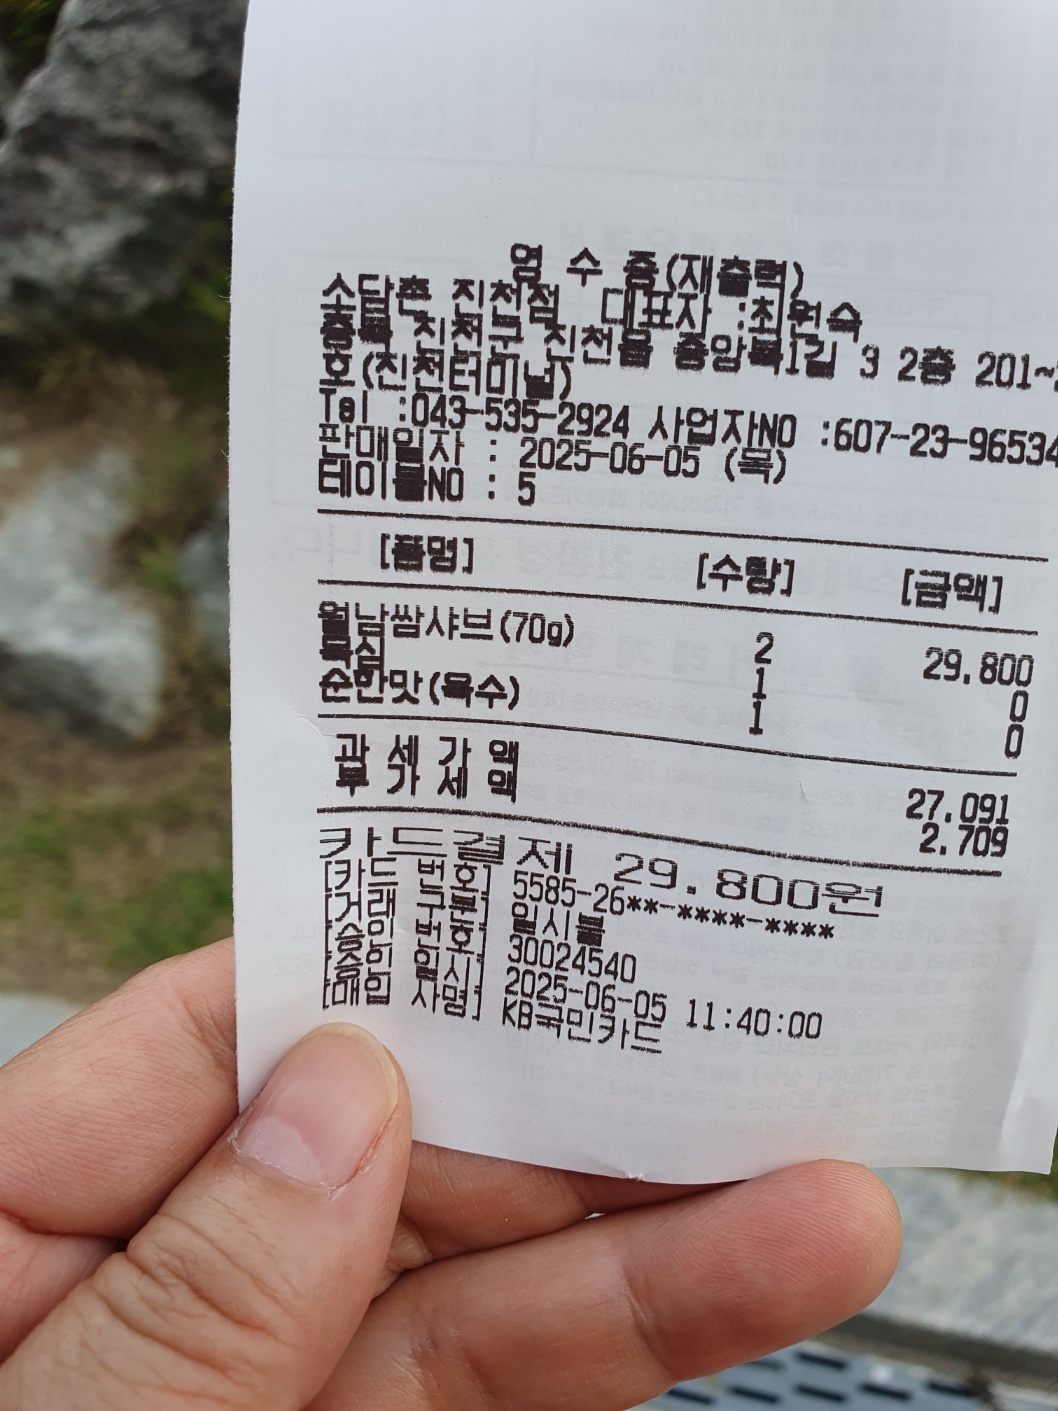 영 수 증(재출력)
소담촌 진천점 대표자 :최원숙
충북 진천군 진천읍 중앙북1길 3 2층 201~
호(진천터미널)
Tel :043-535-2924 사업자NO :607-23-96534
판매일자 : 2025-06-05 (목)
테이블NO : 5
[품명] [수량] [금액]
월남쌈샤브(70g) 2 29,800
목심 1 0
순한맛(육수) 1 0
과 세 가 액 27,091
부 가 세 액 2,709
카드결제 29,800원
[카드 번호] 5585-26**-****-****
[거래 구분] 일시불
[승인 번호] 30024540
[승인 일시] 2025-06-05 11:40:00
[매입 사명] KB국민카드